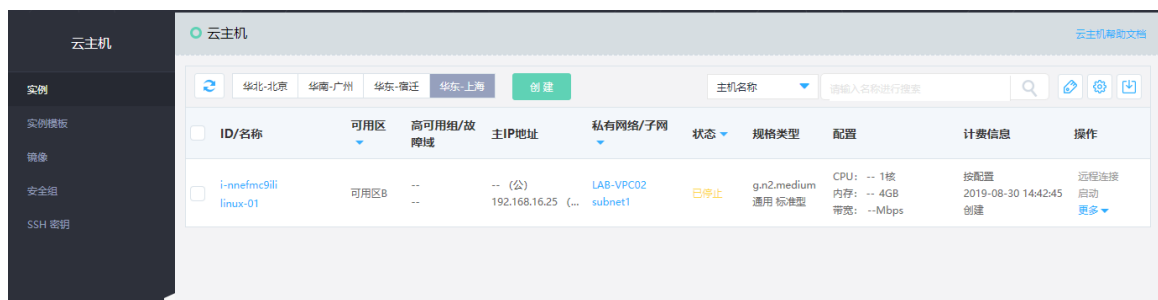 云主机
云主机
云主机帮助文档
实例
实例模板
镜像
安全组
SSH 密钥
华北-北京 华南-广州 华东-宿迁 华东-上海 创建 主机名称 请输入名称进行搜索
ID/名称 可用区 高可用组/故障域 主IP地址 私有网络/子网 状态 规格类型 配置 计费信息 操作
i-nnefmc9ili
linux-01
可用区B
--
--
-- (公)
192.168.16.25 (...
LAB-VPC02
subnet1
已停止
g.n2.medium
通用 标准型
CPU: -- 1核
内存: -- 4GB
带宽: --Mbps
按配置
2019-08-30 14:42:45
创建
远程连接
启动
更多